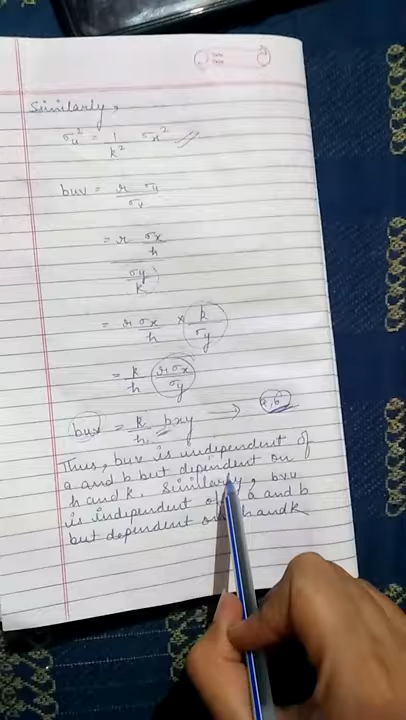 Similarly,
σu² = 1/k² σx²
buv = r σu/σv
= r σx/h / σy/k
= r σx/h × k/σy
= k/h r σx/σy
buv = k/h bxy → a, b
Thus, buv is independent of
a and b but dependent on
h and k. Similarly, bvu
is independent of a and b
but dependent on h and k